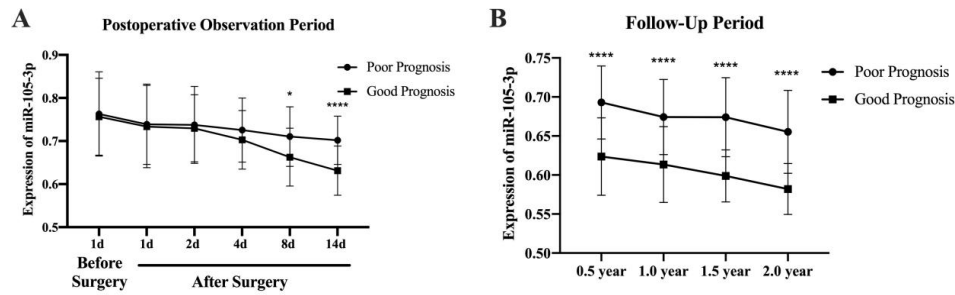 A
Postoperative Observation Period
Expression of miR-105-3p
0.9
0.8
0.7
0.6
0.5
Poor Prognosis
Good Prognosis
*
****
1d
1d
2d
4d
8d
14d
Before
Surgery
After Surgery
B
Follow-Up Period
Expression of miR-105-3p
0.75
0.70
0.65
0.60
0.55
0.50
****
****
****
****
Poor Prognosis
Good Prognosis
0.5 year
1.0 year
1.5 year
2.0 year